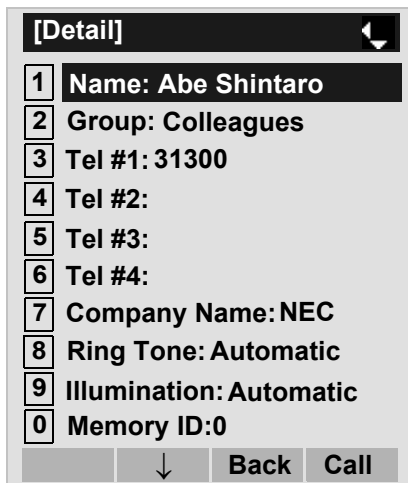 [Detail]
1 Name: Abe Shintaro
2 Group: Colleagues
3 Tel #1: 31300
4 Tel #2:
5 Tel #3:
6 Tel #4:
7 Company Name: NEC
8 Ring Tone: Automatic
9 Illumination: Automatic
0 Memory ID:0
↓ Back Call